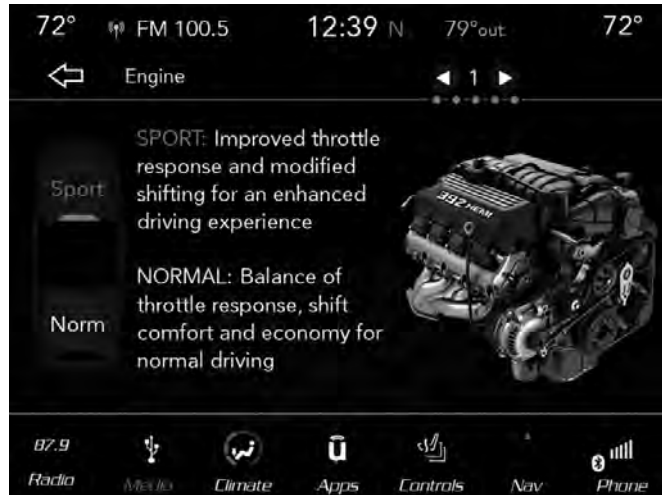 72° FM 100.5 12:39 N 79°out 72°
Engine ◀ 1 ▶
SPORT: Improved throttle
response and modified
shifting for an enhanced
driving experience
Sport
NORMAL: Balance of
throttle response, shift
comfort and economy for
normal driving
Norm
392 HEMI
87.9
Radio Media Climate Apps Controls Nav Phone